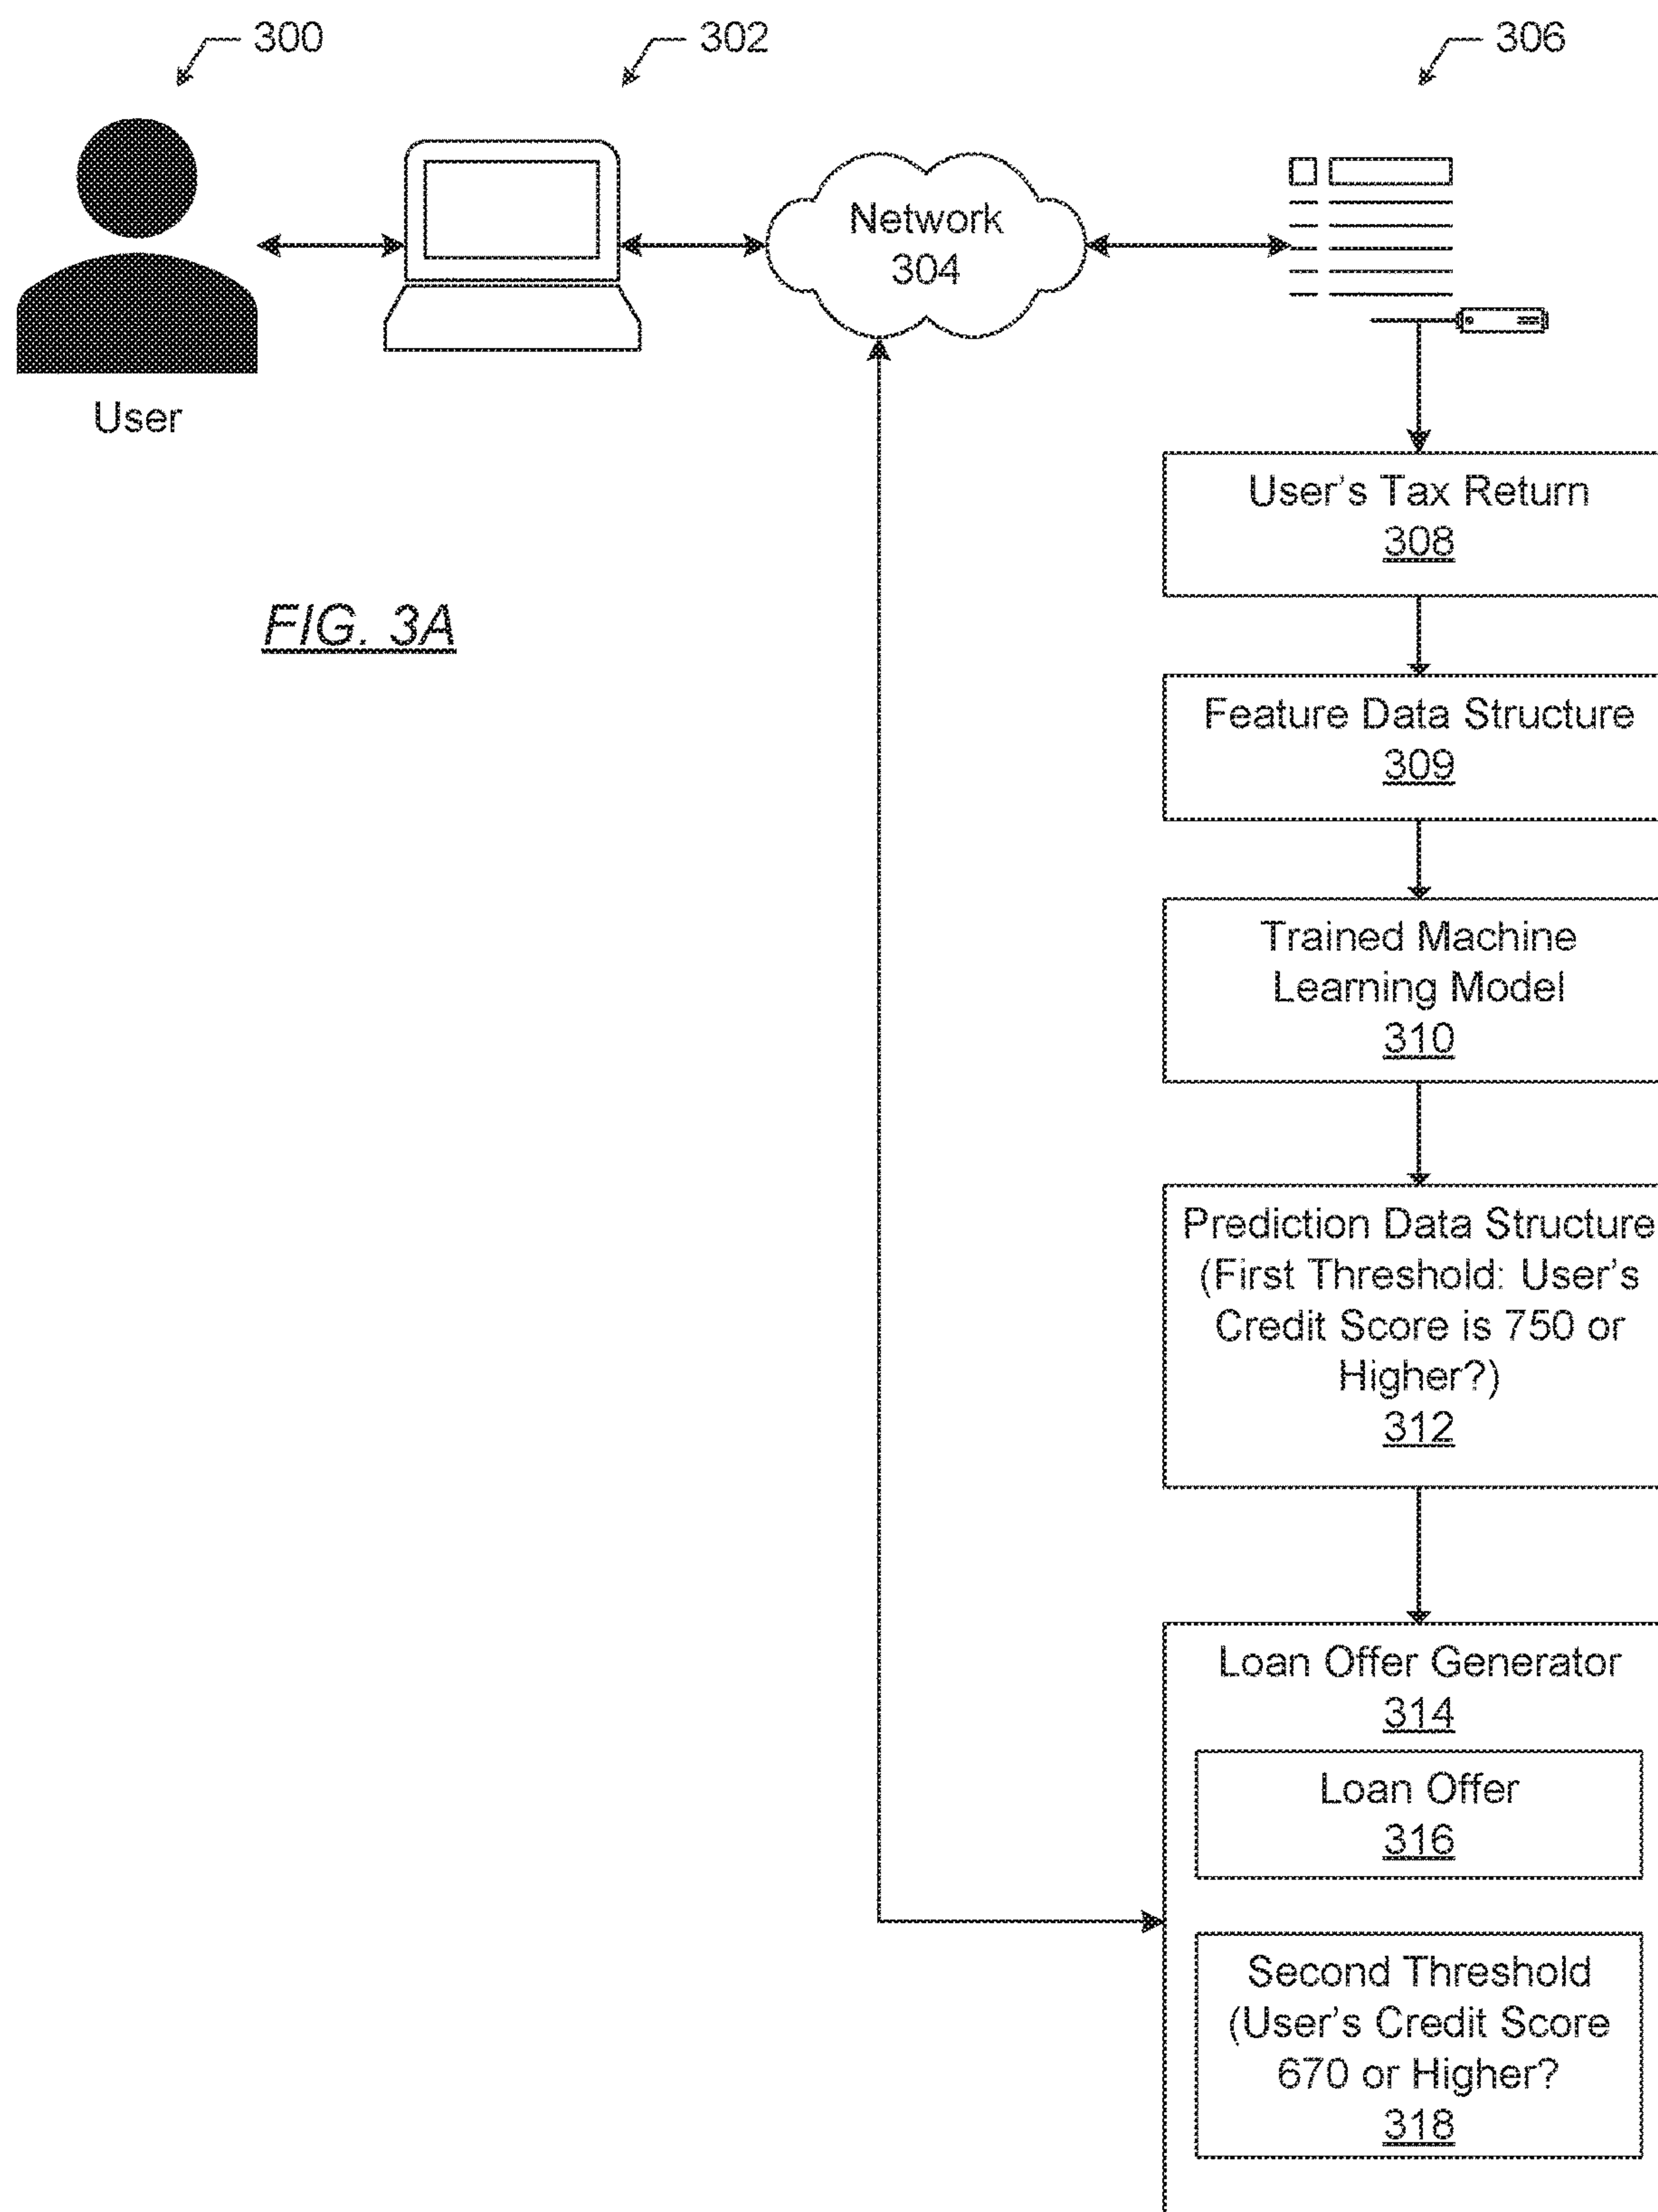 300
302
306
Network
304
User
User's Tax Return
308
FIG. 3A
Feature Data Structure
309
Trained Machine
Learning Model
310
Prediction Data Structure
(First Threshold: User's
Credit Score is 750 or
Higher?)
312
Loan Offer Generator
314
Loan Offer
316
Second Threshold
(User's Credit Score
670 or Higher?
318